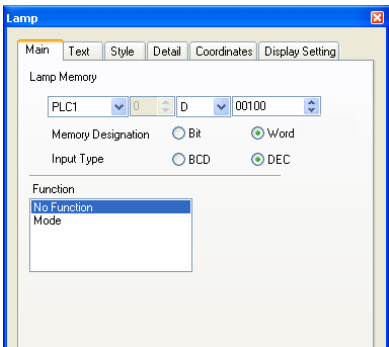 Lamp
Main Text Style Detail Coordinates Display Setting
Lamp Memory
PLC1 0 D 00100
Memory Designation Bit Word
Input Type BCD DEC
Function
No Function
Mode